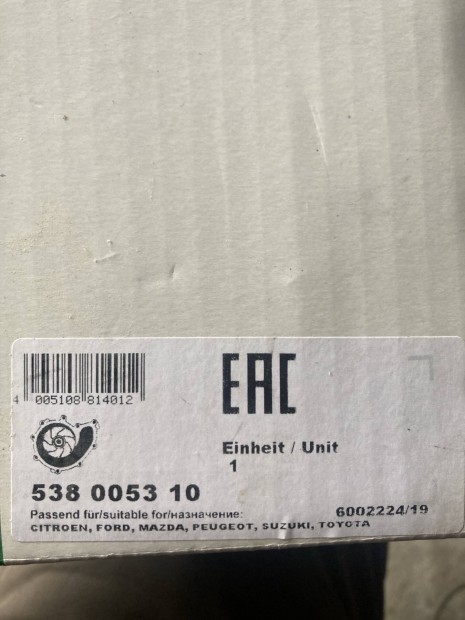 EAC
4 005108 814012
Einheit / Unit
1
538 0053 10
6002224/19
Passend für/suitable for/назначение:
CITROEN, FORD, MAZDA, PEUGEOT, SUZUKI, TOYOTA